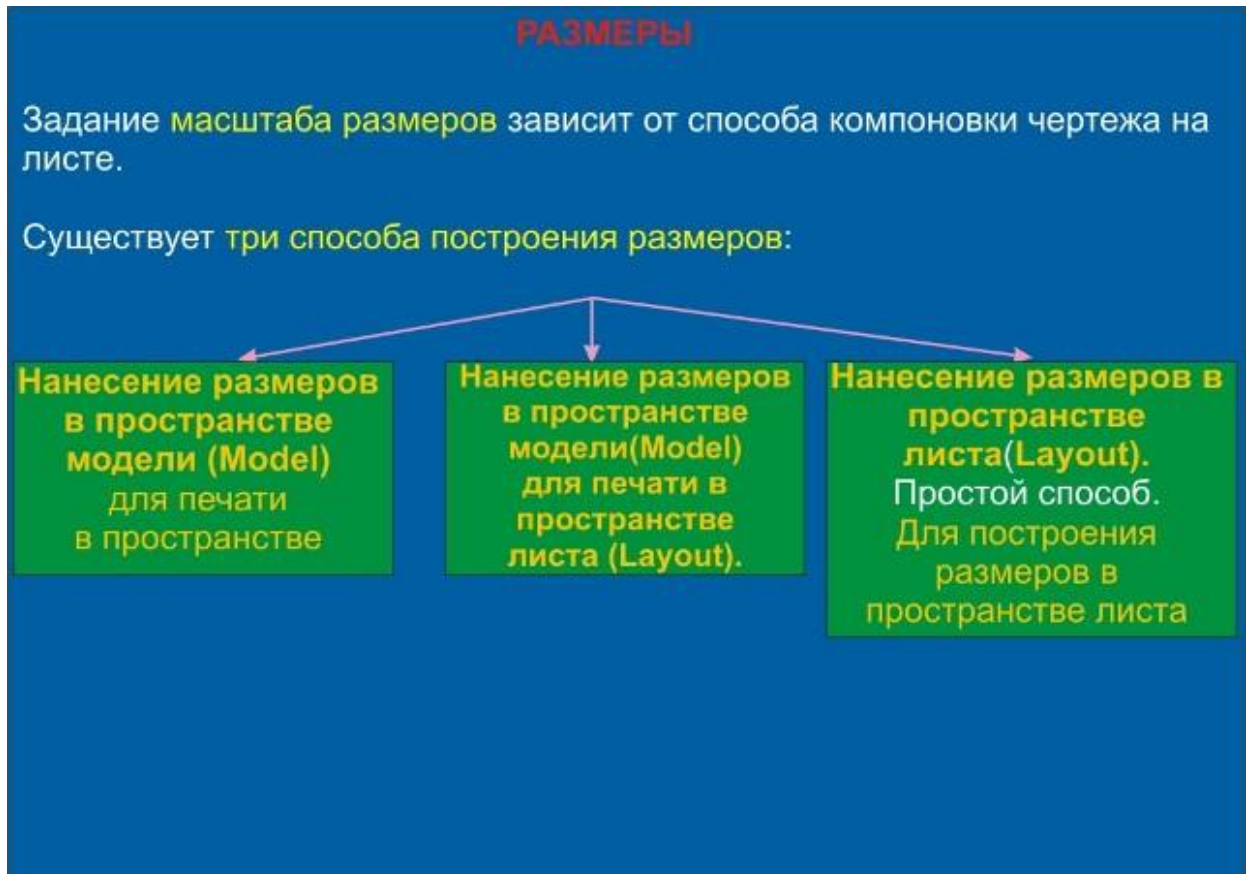 РАЗМЕРЫ
Задание масштаба размеров зависит от способа компоновки чертежа на
листе.
Существует три способа построения размеров:
Нанесение размеров
в пространстве
модели (Model)
для печати
в пространстве
Нанесение размеров
в пространстве
модели(Model)
для печати в
пространстве
листа (Layout).
Нанесение размеров в
пространстве
листа(Layout).
Простой способ.
Для построения
размеров в
пространстве листа